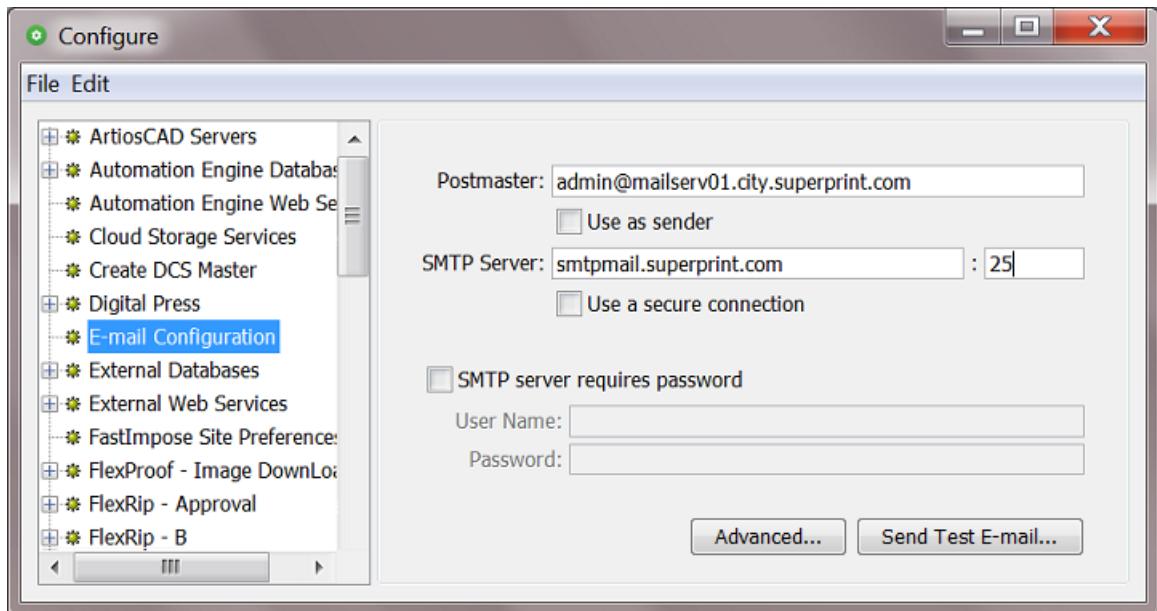 Configure
File Edit
ArtiosCAD Servers
Automation Engine Databas
Automation Engine Web Se
Cloud Storage Services
Create DCS Master
Digital Press
E-mail Configuration
External Databases
External Web Services
FastImpose Site Preferences
FlexProof - Image DownLoa
FlexRip - Approval
FlexRip - B
Postmaster: admin@mailserv01.city.superprint.com
Use as sender
SMTP Server: smtpmail.superprint.com : 25
Use a secure connection
SMTP server requires password
User Name:
Password:
Advanced... Send Test E-mail...